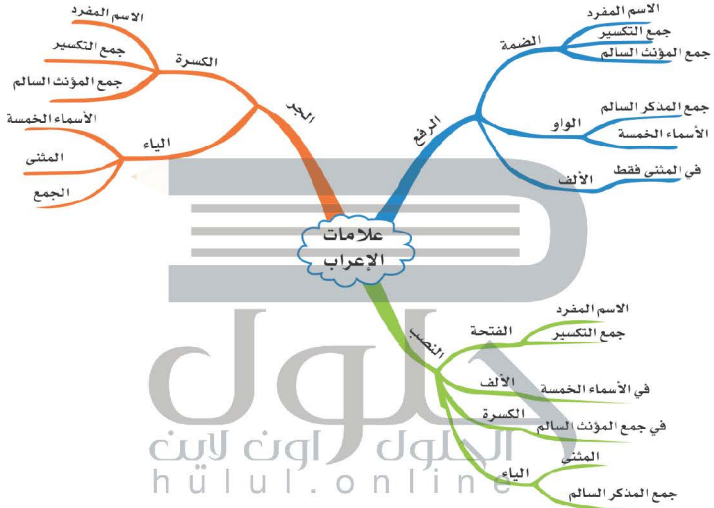 علامات
الإعراب
الرفع
الضمة
الاسم المفرد
جمع التكسير
جمع المؤنث السالم
الواو
جمع المذكر السالم
الأسماء الخمسة
الألف
في المثنى فقط
النصب
الفتحة
الاسم المفرد
جمع التكسير
الألف
في الأسماء الخمسة
الكسرة
في جمع المؤنث السالم
الياء
المثنى
جمع المذكر السالم
الجر
الكسرة
الاسم المفرد
جمع التكسير
جمع المؤنث السالم
الياء
الأسماء الخمسة
المثنى
الجمع
حلول
الحلول اون لاين
hulul.online